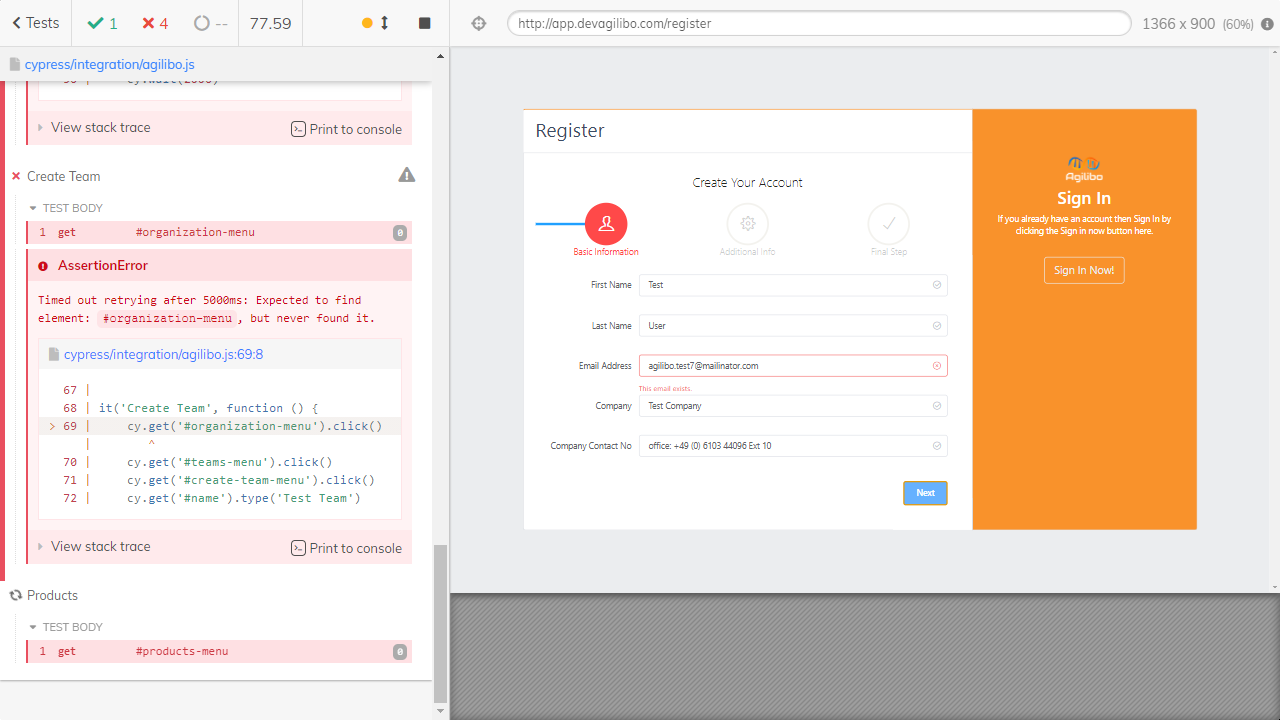 Tests
1
4
--
77.59
http://app.devagilibo.com/register
1366 x 900 (60%)
cypress/integration/agilibo.js
View stack trace
Print to console
Create Team
TEST BODY
1 get #organization-menu 0
AssertionError
Timed out retrying after 5000ms: Expected to find
element: #organization-menu, but never found it.
cypress/integration/agilibo.js:69:8
67 |
68 | it('Create Team', function () {
> 69 | cy.get('#organization-menu').click()
| ^
70 | cy.get('#teams-menu').click()
71 | cy.get('#create-team-menu').click()
72 | cy.get('#name').type('Test Team')
View stack trace
Print to console
Products
TEST BODY
1 get #products-menu 0
Register
Create Your Account
Basic Information
Additional Info
Final Step
First Name Test
Last Name User
Email Address agilibo.test7@mailinator.com
This email exists.
Company Test Company
Company Contact No office: +49 (0) 6103 44096 Ext 10
Next
Agilibo
Sign In
If you already have an account then Sign In by
clicking the Sign in now button here.
Sign In Now!